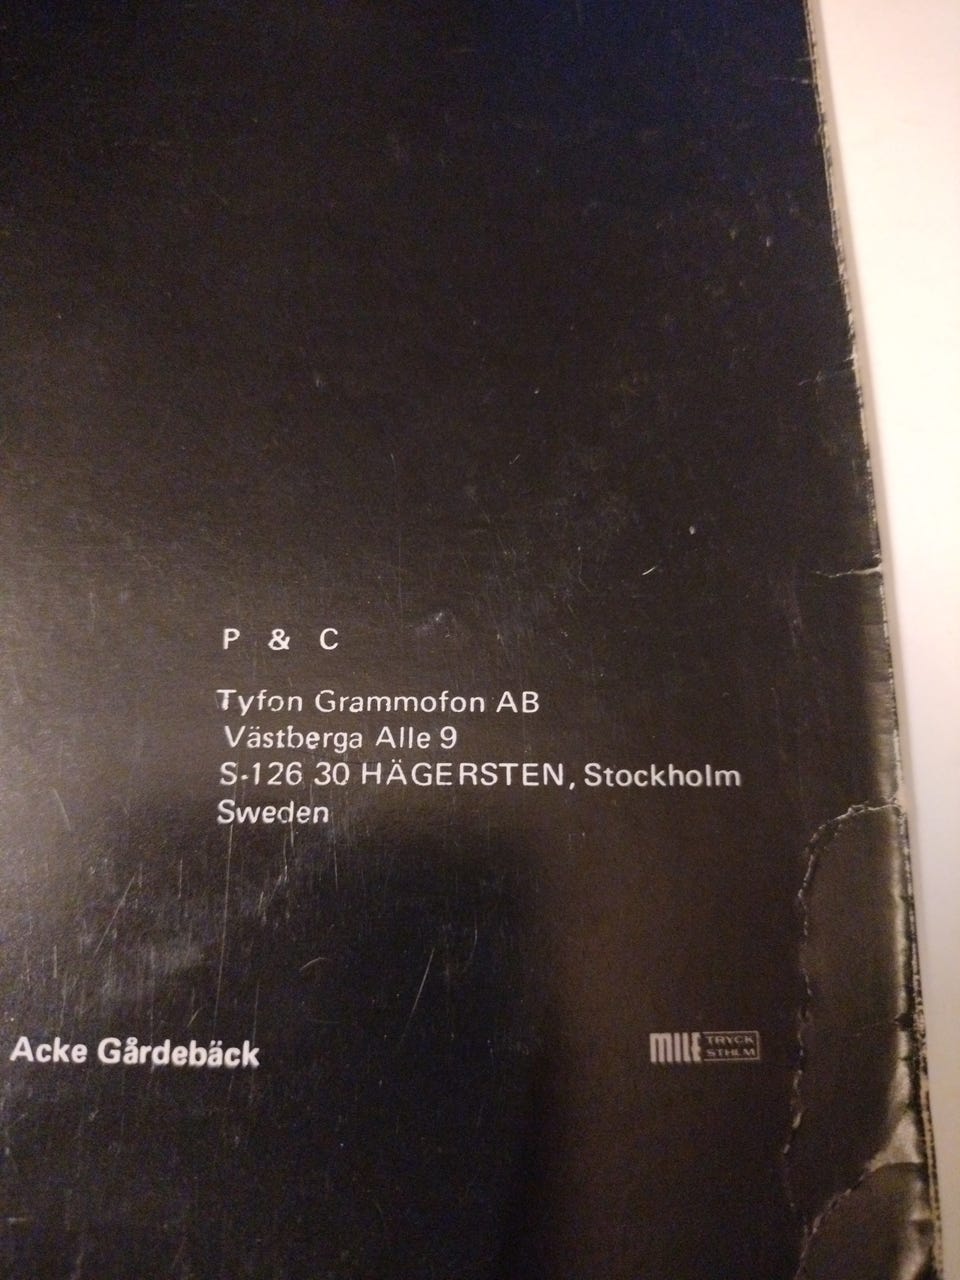 P & C
Tyfon Grammofon AB
Västberga Alle 9
S-126 30 HÄGERSTEN, Stockholm
Sweden
Acke Gårdebäck
MILE TRYCK
STHLM